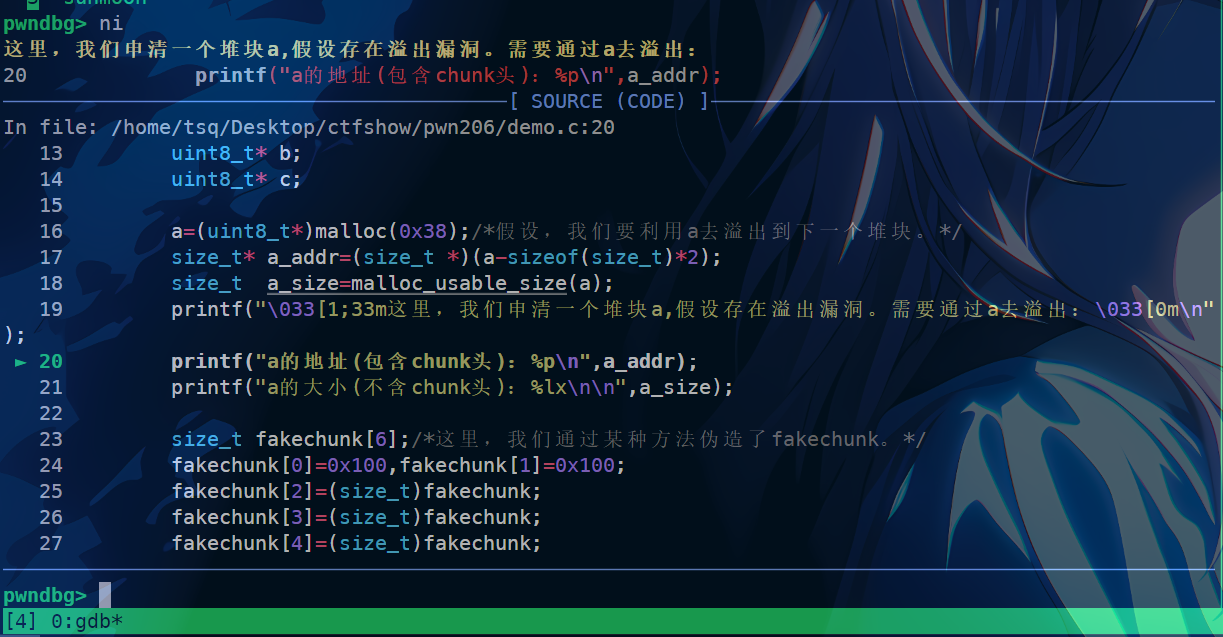 sunmoon
pwndbg> ni
这里，我们申清一个堆块a,假设存在溢出漏洞。需要通过a去溢出：
20 printf("a的地址(包含chunk头)：%p\n",a_addr);
[ SOURCE (CODE) ]
In file: /home/tsq/Desktop/ctfshow/pwn206/demo.c:20
13 uint8_t* b;
14 uint8_t* c;
15
16 a=(uint8_t*)malloc(0x38);/*假设，我们要利用a去溢出到下一个堆块。*/
17 size_t* a_addr=(size_t *)(a-sizeof(size_t)*2);
18 size_t  a_size=malloc_usable_size(a);
19 printf("\033[1;33m这里，我们申清一个堆块a,假设存在溢出漏洞。需要通过a去溢出：\033[0m\n"
);
► 20 printf("a的地址(包含chunk头)：%p\n",a_addr);
21 printf("a的大小(不含chunk头)：%lx\n\n",a_size);
22
23 size_t fakechunk[6];/*这里，我们通过某种方法伪造了fakechunk。*/
24 fakechunk[0]=0x100,fakechunk[1]=0x100;
25 fakechunk[2]=(size_t)fakechunk;
26 fakechunk[3]=(size_t)fakechunk;
27 fakechunk[4]=(size_t)fakechunk;
pwndbg>
[4] 0:gdb*